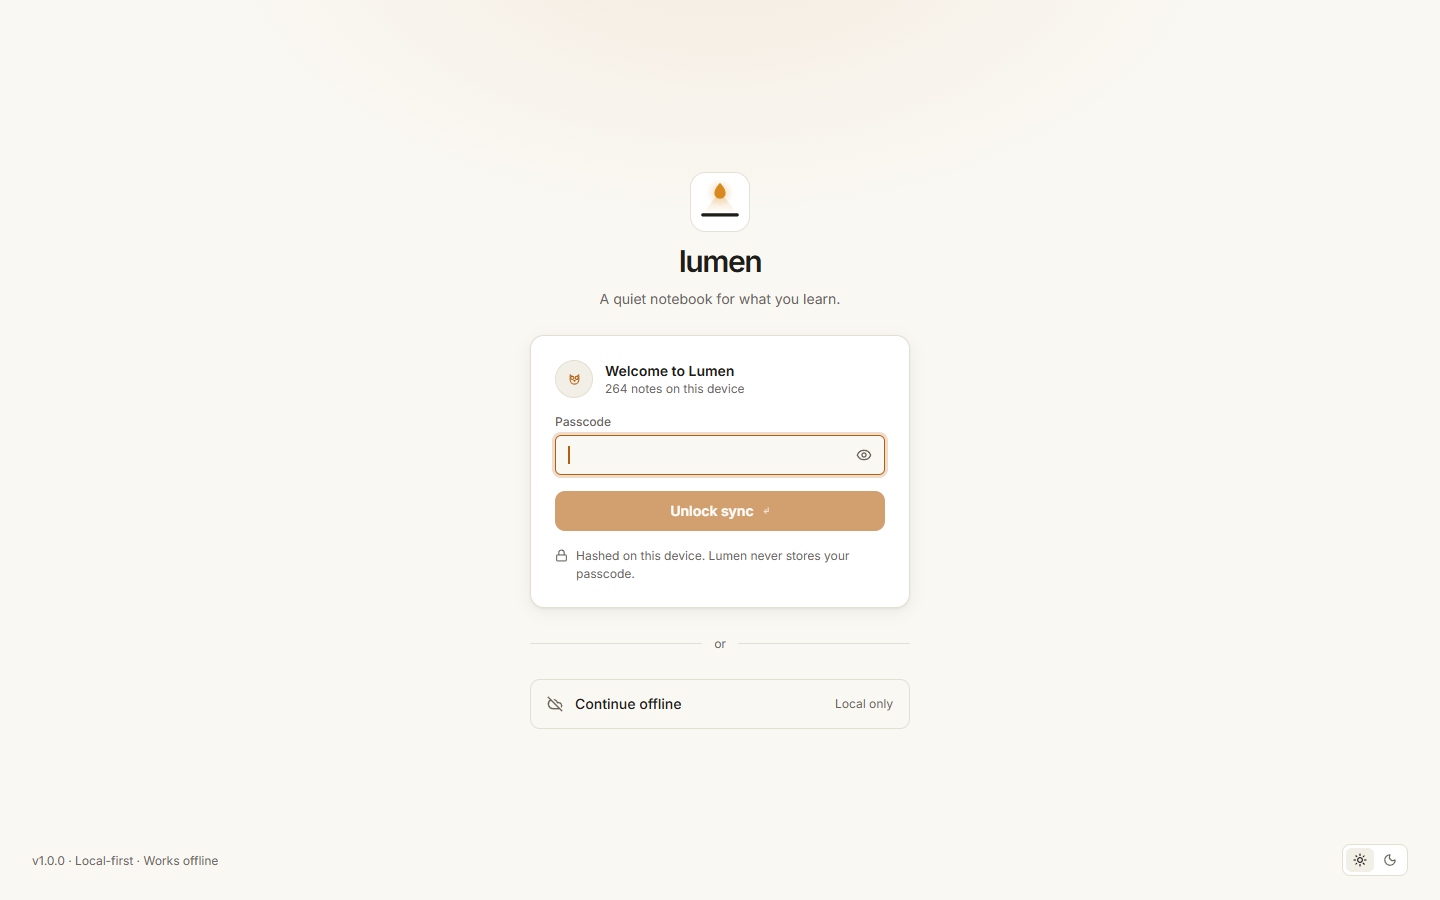 lumen
A quiet notebook for what you learn.
Welcome to Lumen
264 notes on this device
Passcode
Unlock sync ↲
Hashed on this device. Lumen never stores your
passcode.
or
Continue offline
Local only
v1.0.0 · Local-first · Works offline